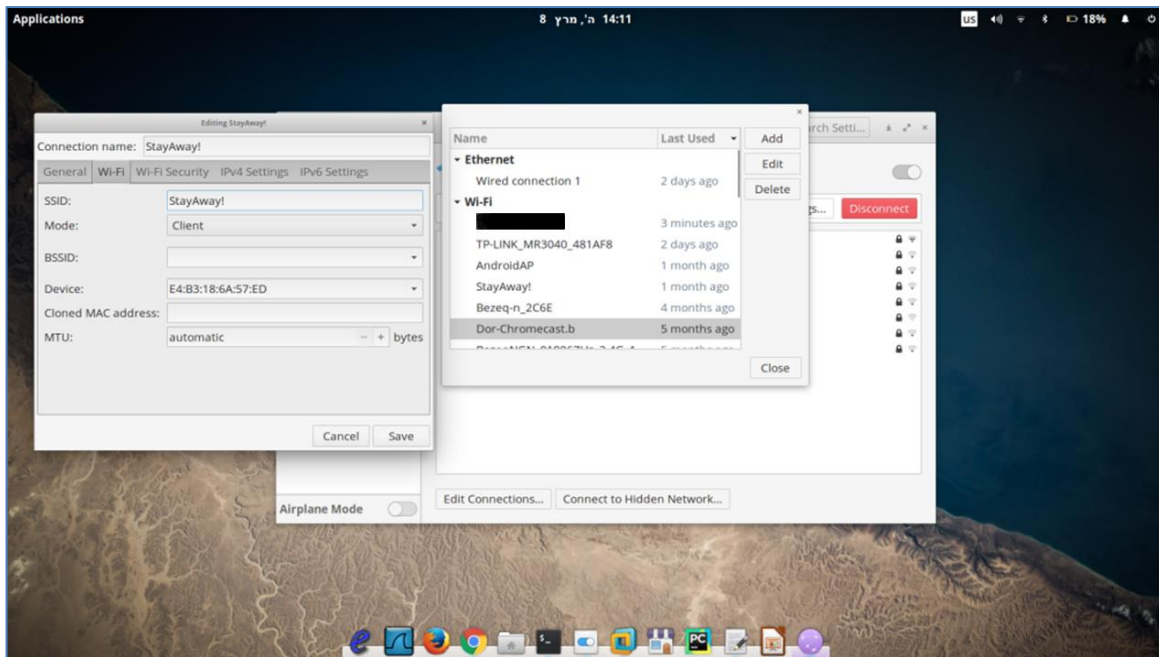 Applications
14:11 ה', מרץ 8
us
18%
Editing StayAway!
Connection name: StayAway!
General Wi-Fi Wi-Fi Security IPv4 Settings IPv6 Settings
SSID: StayAway!
Mode: Client
BSSID:
Device: E4:B3:18:6A:57:ED
Cloned MAC address:
MTU: automatic - + bytes
Cancel Save
Name Last Used Add
Ethernet Edit
Wired connection 1 2 days ago Delete
Wi-Fi
3 minutes ago
TP-LINK_MR3040_481AF8 2 days ago
AndroidAP 1 month ago
StayAway! 1 month ago
Bezeq-n_2C6E 4 months ago
Dor-Chromecast.b 5 months ago
Close
Disconnect
Edit Connections... Connect to Hidden Network...
Airplane Mode
PC